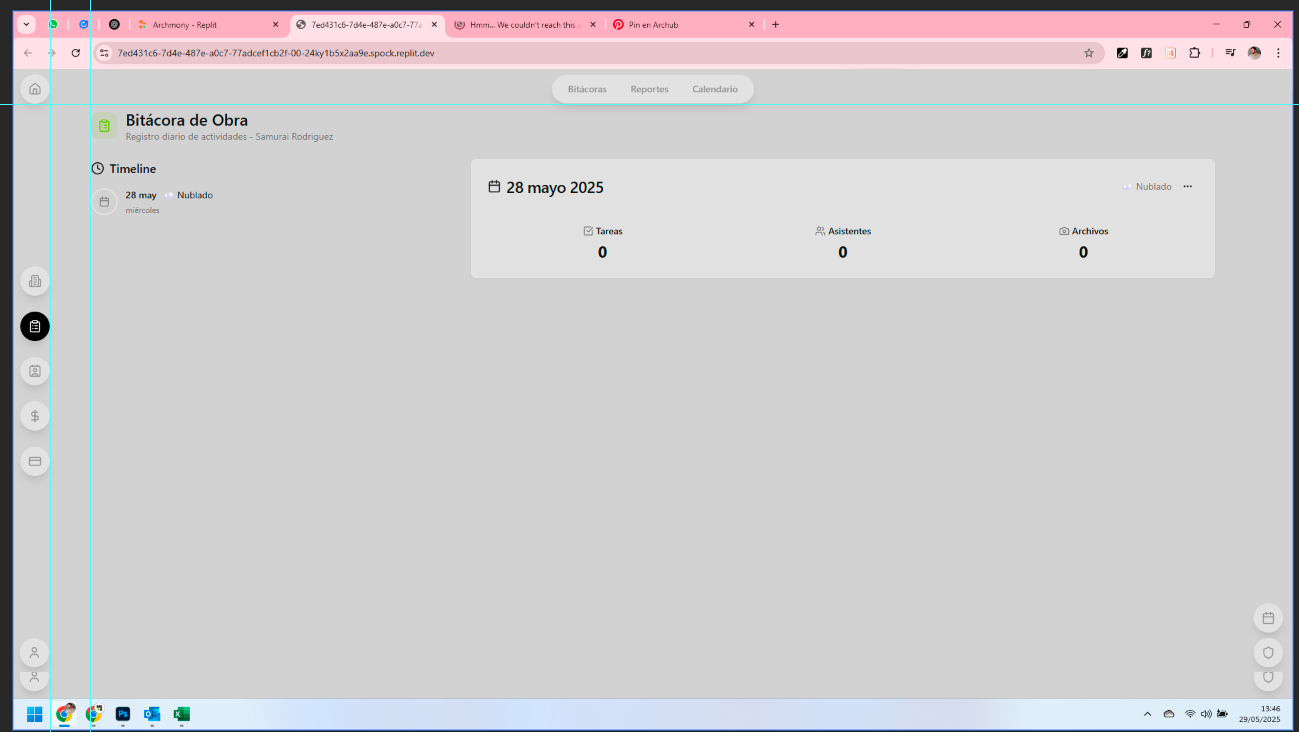 Archmony - Replit
7ed431c6-7d4e-487e-a0c7-77a
Hmm... We couldn't reach this
Pin en Archub
7ed431c6-7d4e-487e-a0c7-77adcef1cb2f-00-24ky1b5x2aa9e.spock.replit.dev
Bitácoras Reportes Calendario
Bitácora de Obra
Registro diario de actividades - Samurai Rodriguez
Timeline
28 may Nublado
miércoles
28 mayo 2025
Nublado
Tareas Asistentes Archivos
0 0 0
Ps
13:46
29/05/2025